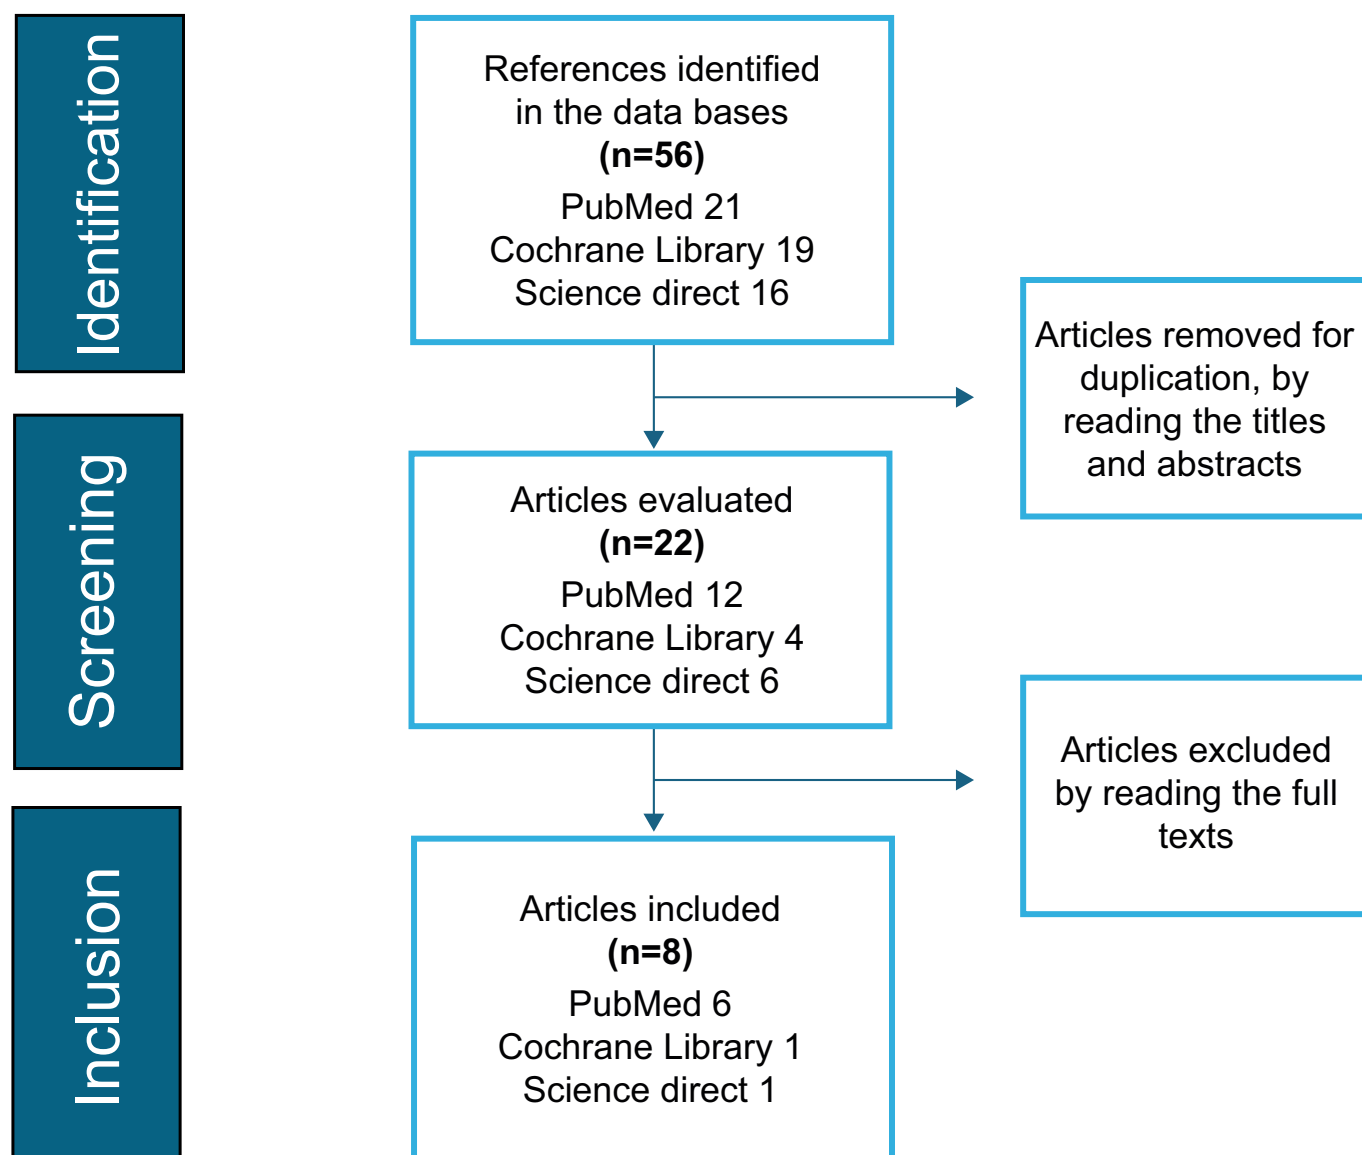 Identification
References identified
in the data bases
(n=56)
PubMed 21
Cochrane Library 19
Science direct 16
Articles removed for
duplication, by
reading the titles
and abstracts
Screening
Articles evaluated
(n=22)
PubMed 12
Cochrane Library 4
Science direct 6
Articles excluded
by reading the full
texts
Inclusion
Articles included
(n=8)
PubMed 6
Cochrane Library 1
Science direct 1